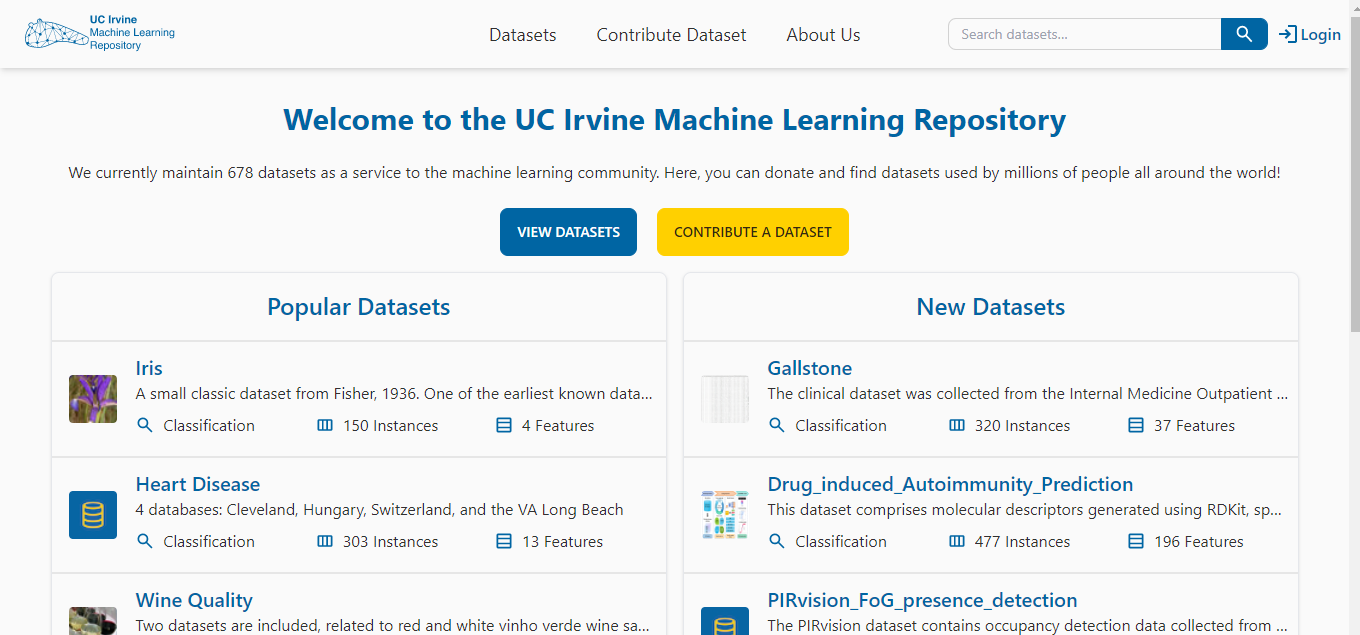 UC Irvine
Machine Learning
Repository
Datasets
Contribute Dataset
About Us
Search datasets...
Login
Welcome to the UC Irvine Machine Learning Repository
We currently maintain 678 datasets as a service to the machine learning community. Here, you can donate and find datasets used by millions of people all around the world!
VIEW DATASETS
CONTRIBUTE A DATASET
Popular Datasets
Iris
A small classic dataset from Fisher, 1936. One of the earliest known data...
Classification
150 Instances
4 Features
Heart Disease
4 databases: Cleveland, Hungary, Switzerland, and the VA Long Beach
Classification
303 Instances
13 Features
Wine Quality
Two datasets are included, related to red and white vinho verde wine sa...
New Datasets
Gallstone
The clinical dataset was collected from the Internal Medicine Outpatient ...
Classification
320 Instances
37 Features
Drug_induced_Autoimmunity_Prediction
This dataset comprises molecular descriptors generated using RDKit, sp...
Classification
477 Instances
196 Features
PIRvision_FoG_presence_detection
The PIRvision dataset contains occupancy detection data collected from ...